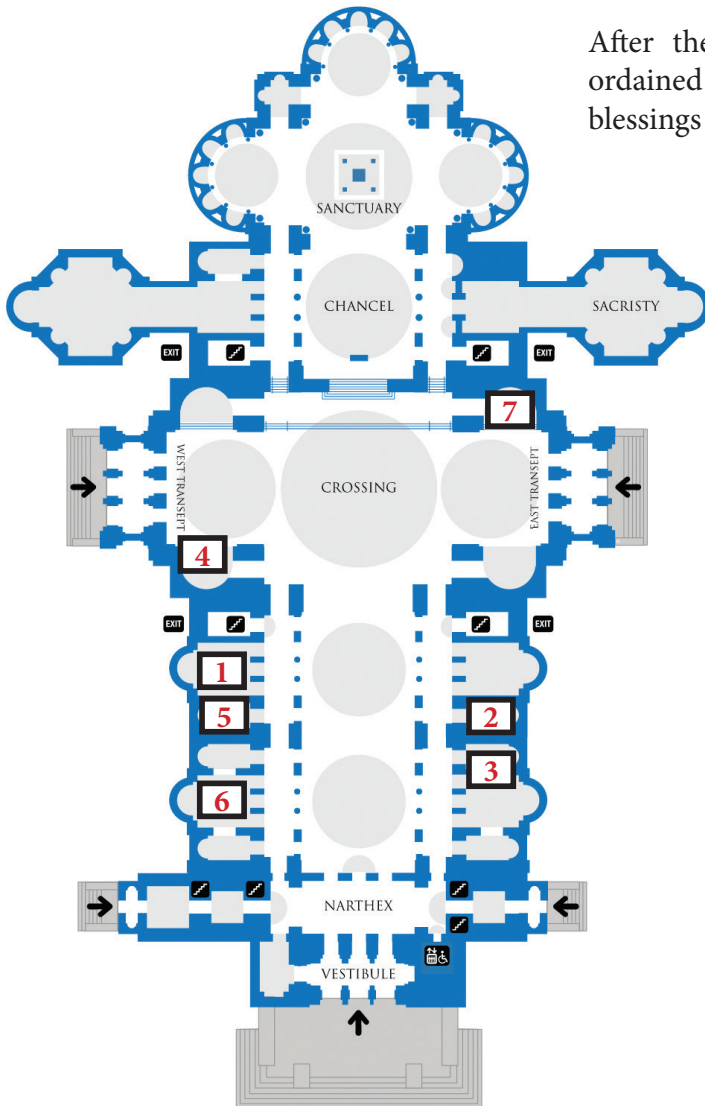 After the
ordained
blessings
SANCTUARY
CHANCEL
SACRISTY
EXIT
EXIT
7
WEST TRANSEPT
CROSSING
EAST TRANSEPT
4
EXIT
EXIT
1
5
2
3
6
NARTHEX
VESTIBULE